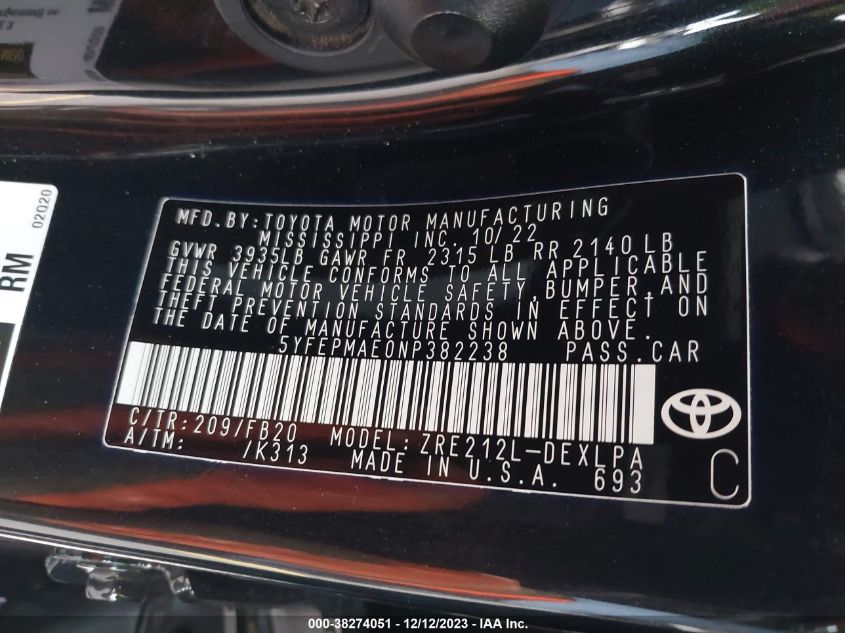 02020
RM
MFD.BY:TOYOTA MOTOR MANUFACTURING
MISSISSIPPI INC. 10/22
GVWR 3935LB GAWR FR 2315 LB RR 2140 LB
THIS VEHICLE CONFORMS TO ALL APPLICABLE
FEDERAL MOTOR VEHICLE SAFETY, BUMPER, AND
THEFT PREVENTION STANDARDS IN EFFECT ON
THE DATE OF MANUFACTURE SHOWN ABOVE.
5YFEPMAE0NP382238 PASS.CAR
C/TR:209/FB20 MODEL: ZRE212L-DEXLPA
A/TM: /K313 MADE IN U.S.A. 693
C
000-38274051 - 12/12/2023 - IAA Inc.